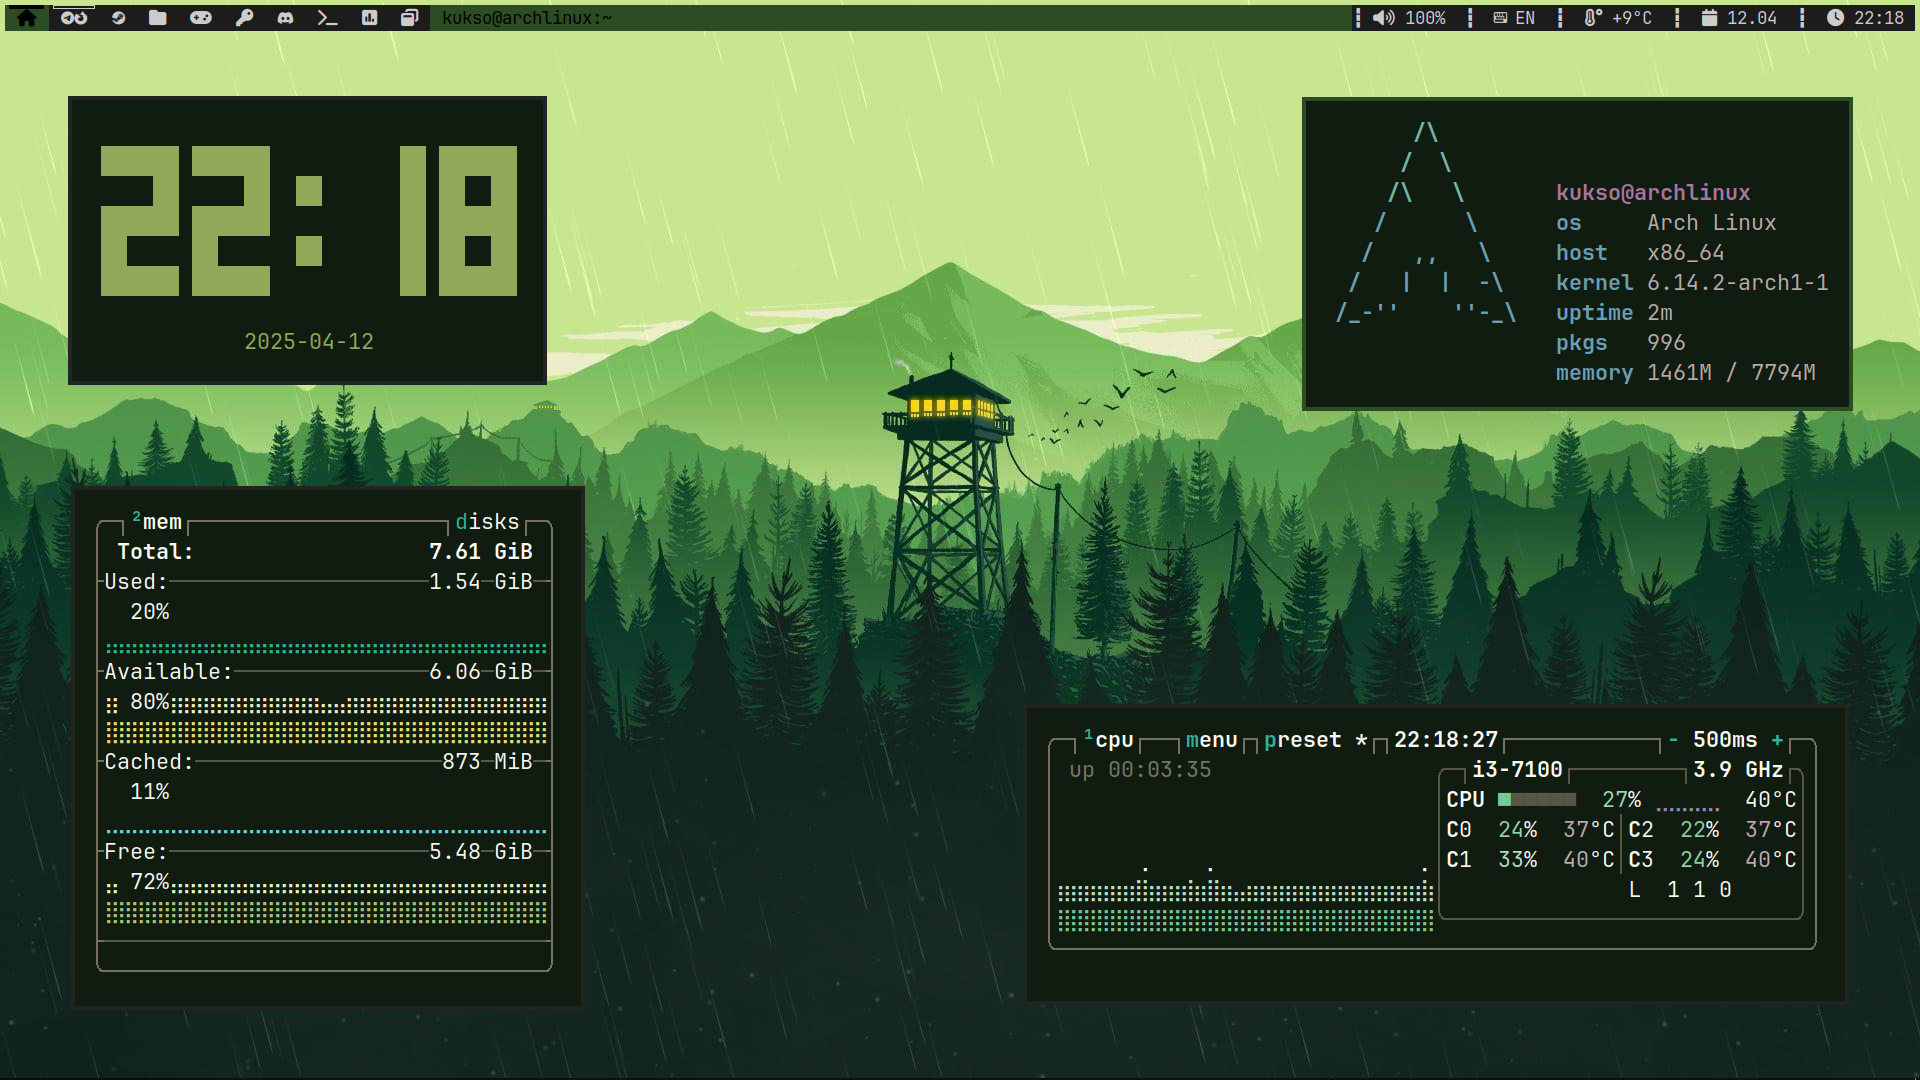 kukso@archlinux:~
100%
EN
+9°C
12.04
22:18
22:18
2025-04-12
/\
/  \
/\   \
/      \
/   ,,   \
/   |  |  -\
/_-''    ''-_\
kukso@archlinux
os Arch Linux
host x86_64
kernel 6.14.2-arch1-1
uptime 2m
pkgs 996
memory 1461M / 7794M
²mem disks
Total: 7.61 GiB
Used: 1.54 GiB
20%
Available: 6.06 GiB
80%
Cached: 873 MiB
11%
Free: 5.48 GiB
72%
¹cpu menu preset * 22:18:27 - 500ms +
up 00:03:35
i3-7100 3.9 GHz
CPU 27% 40°C
C0 24% 37°C C2 22% 37°C
C1 33% 40°C C3 24% 40°C
L 1 1 0